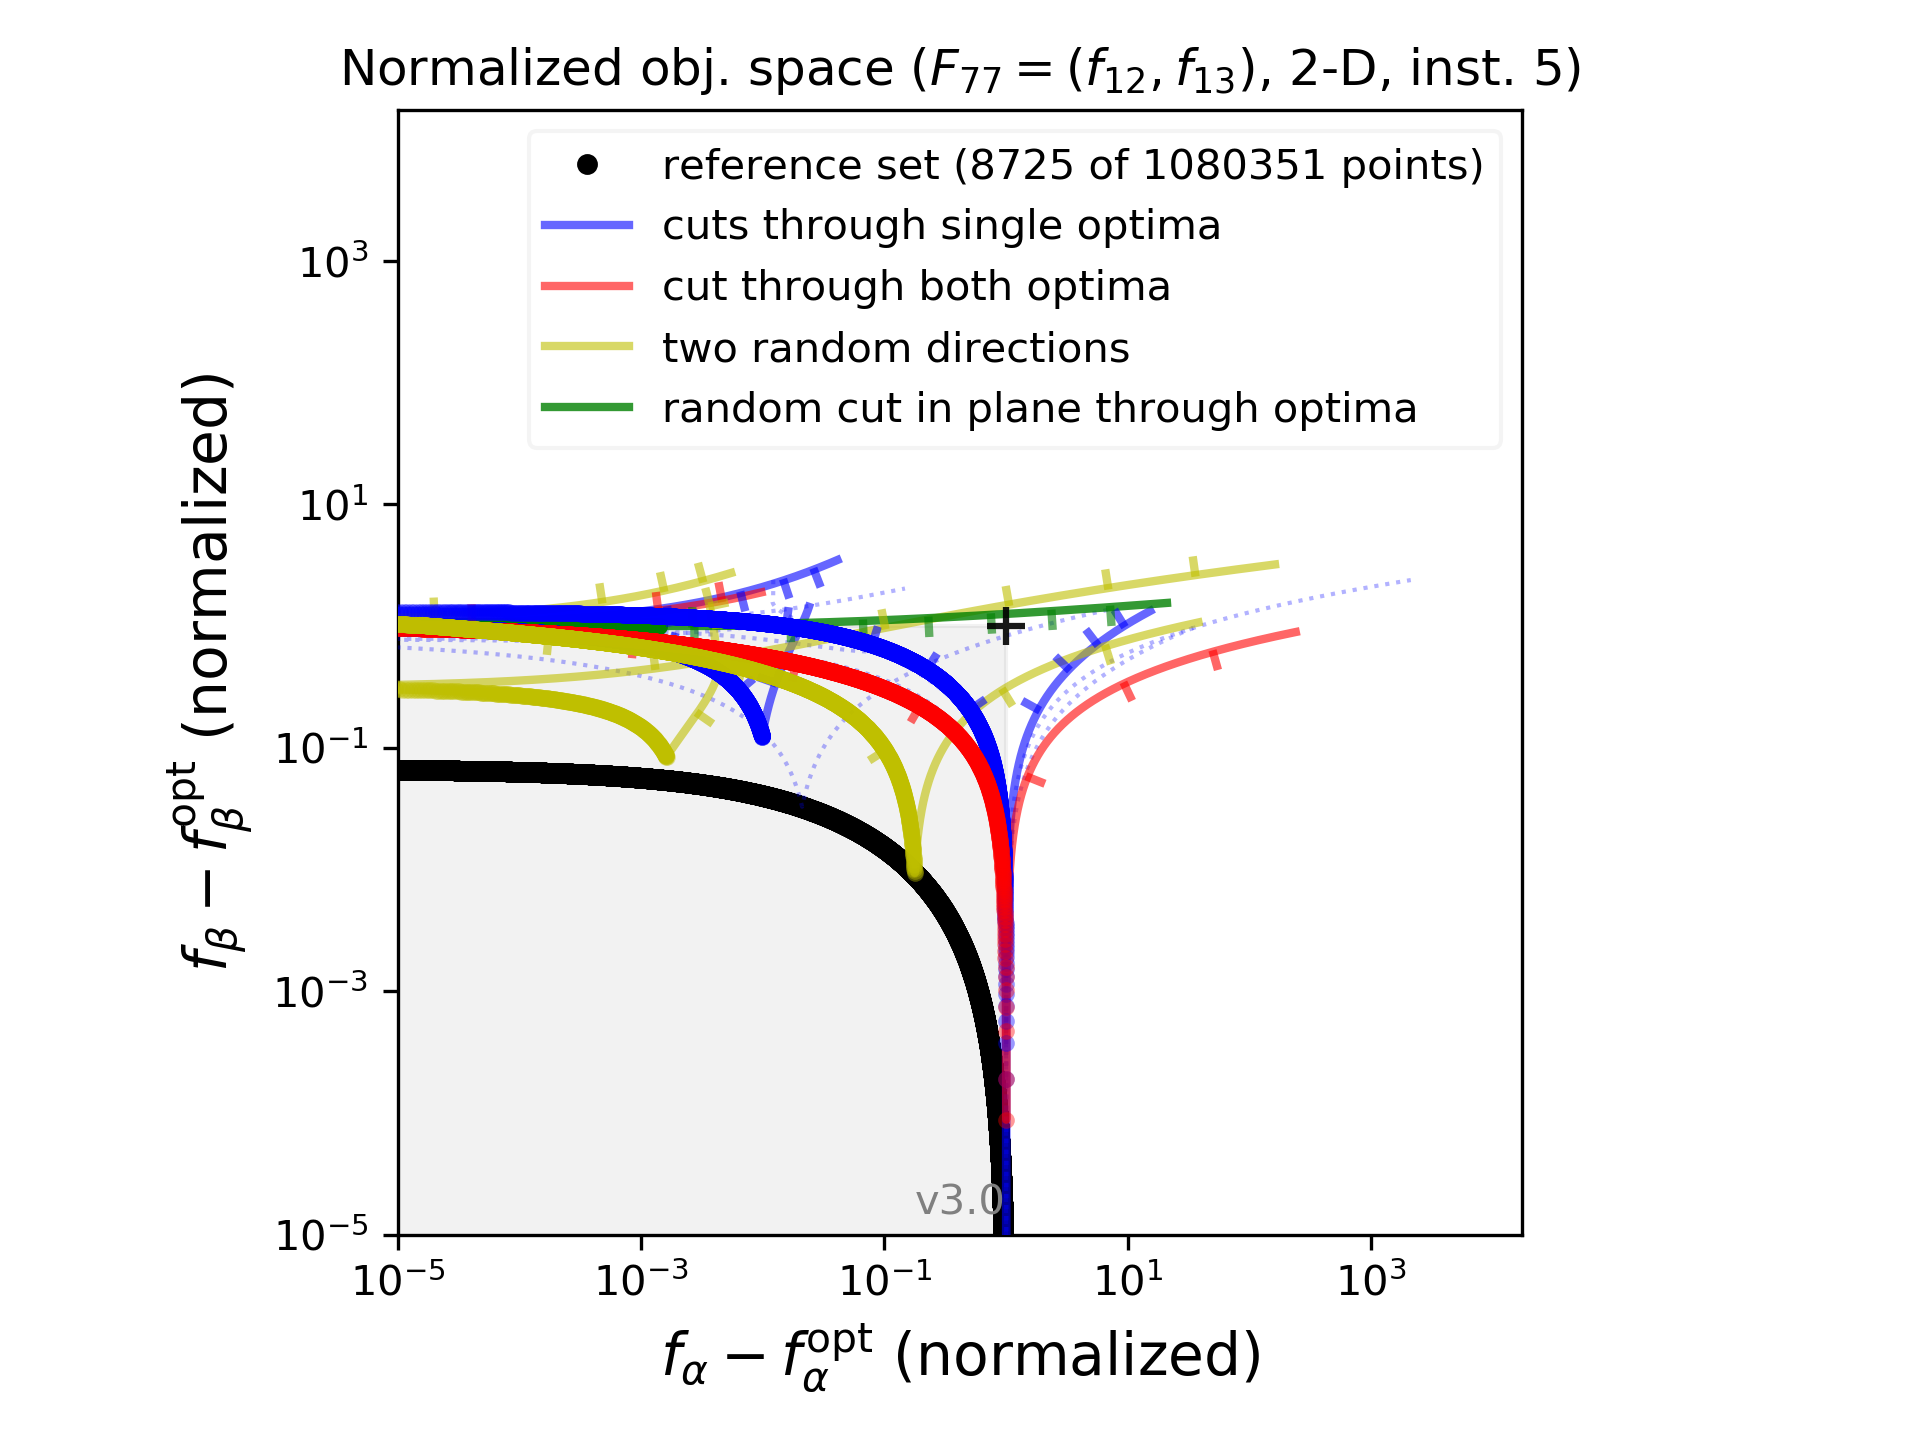 Normalized obj. space (F₇₇ = (f₁₂, f₁₃), 2-D, inst. 5)
reference set (8725 of 1080351 points)
cuts through single optima
cut through both optima
two random directions
random cut in plane through optima
10³
10¹
10⁻¹
10⁻³
10⁻⁵
f_β − f_β^opt (normalized)
v3.0
10⁻⁵ 10⁻³ 10⁻¹ 10¹ 10³
f_α − f_α^opt (normalized)